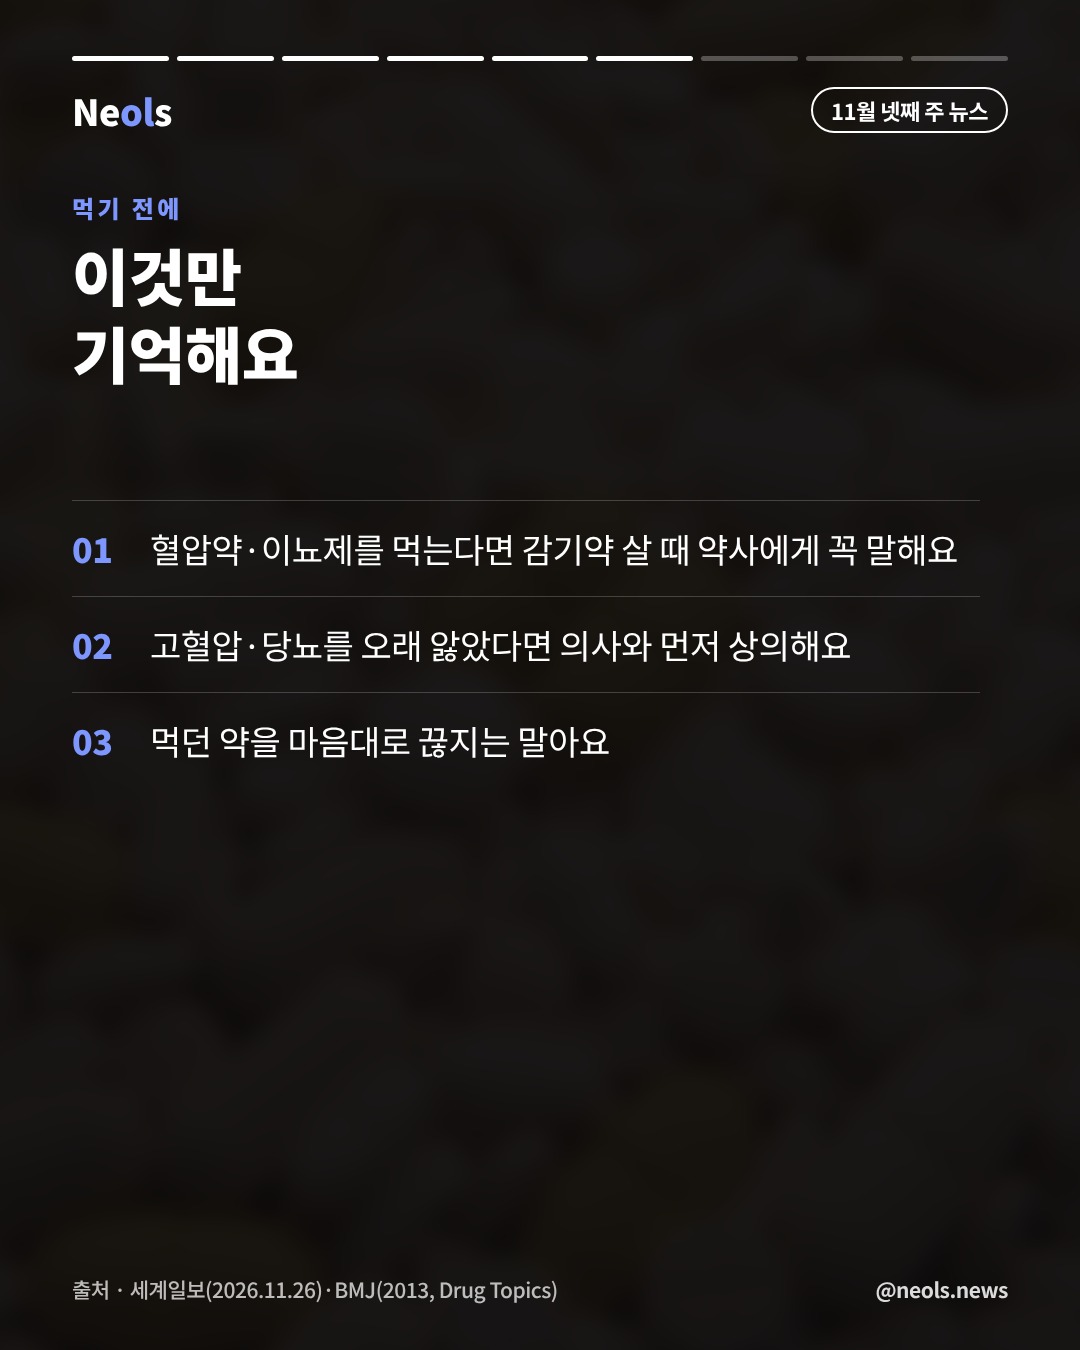 Neols
11월 넷째 주 뉴스
먹기 전에
이것만
기억해요
01 혈압약·이뇨제를 먹는다면 감기약 살 때 약사에게 꼭 말해요
02 고혈압·당뇨를 오래 앓았다면 의사와 먼저 상의해요
03 먹던 약을 마음대로 끊지는 말아요
출처 · 세계일보(2026.11.26)·BMJ(2013, Drug Topics)
@neols.news